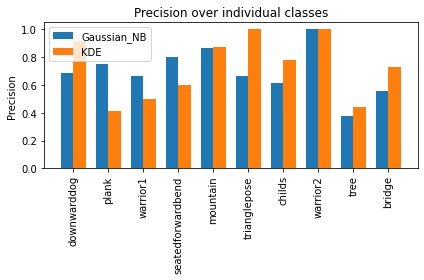 Precision over individual classes
Gaussian_NB
KDE
Precision
1.0
0.8
0.6
0.4
0.2
0.0
downwarddog
plank
warrior1
seatedforwardbend
mountain
trianglepose
childs
warrior2
tree
bridge